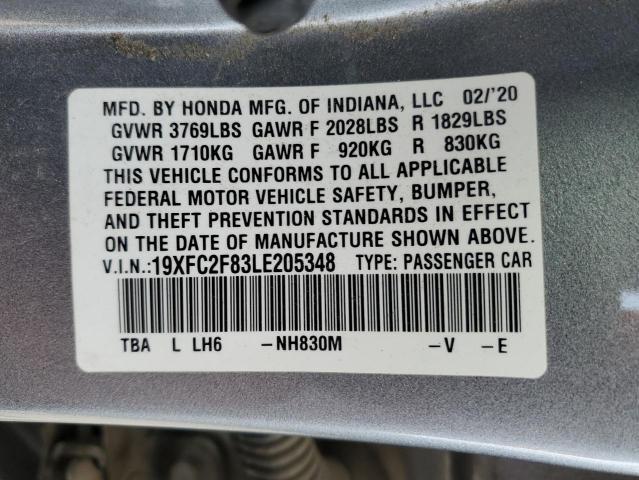 MFD. BY HONDA MFG. OF INDIANA, LLC 02/'20
GVWR 3769LBS GAWR F 2028LBS R 1829LBS
GVWR 1710KG GAWR F 920KG R 830KG
THIS VEHICLE CONFORMS TO ALL APPLICABLE
FEDERAL MOTOR VEHICLE SAFETY, BUMPER,
AND THEFT PREVENTION STANDARDS IN EFFECT
ON THE DATE OF MANUFACTURE SHOWN ABOVE.
V.I.N.:19XFC2F83LE205348 TYPE: PASSENGER CAR
TBA L LH6 -NH830M -V -E